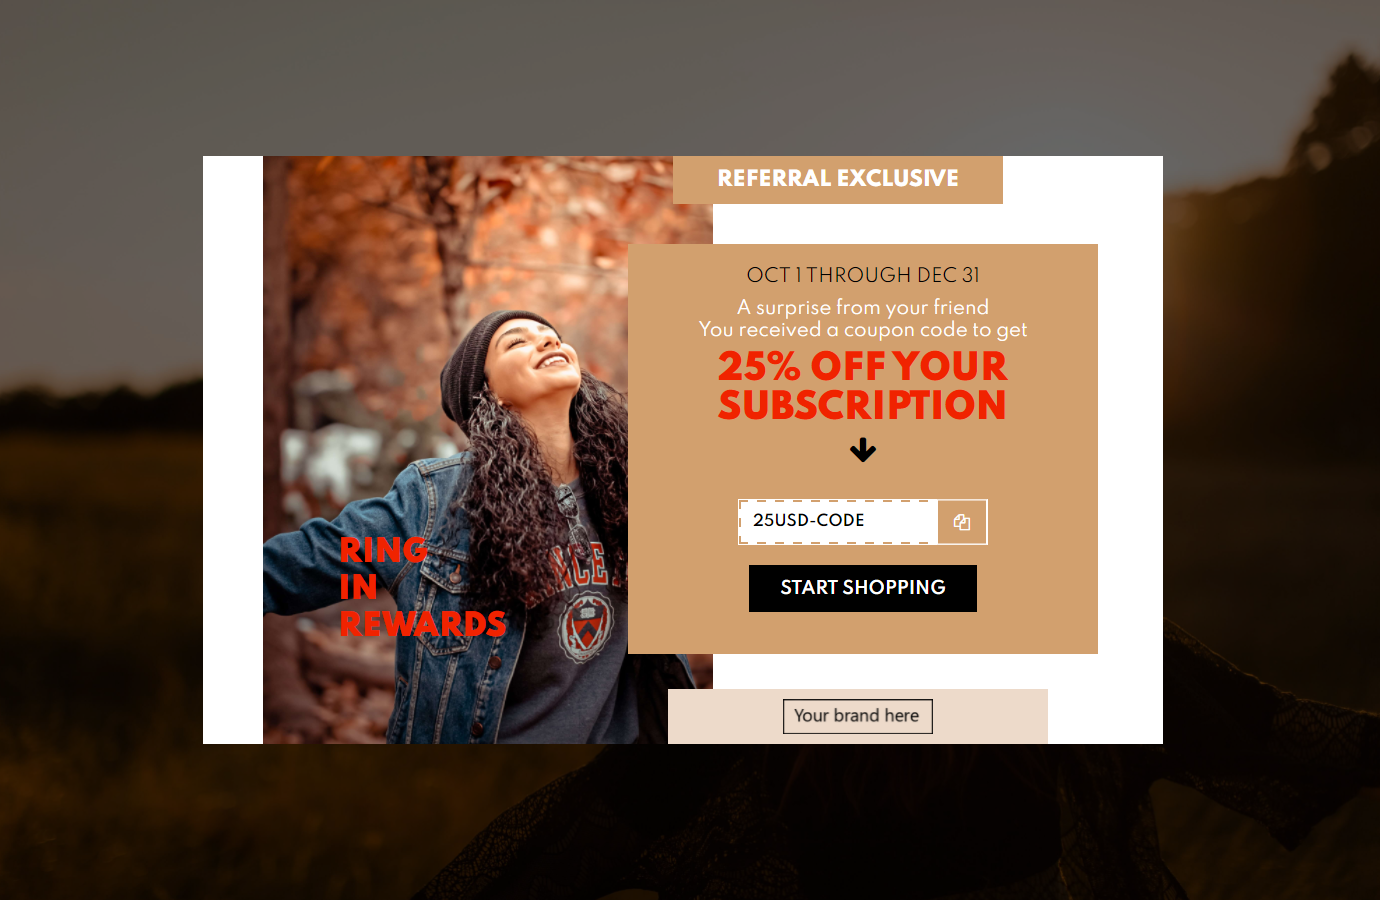 REFERRAL EXCLUSIVE
OCT 1 THROUGH DEC 31
A surprise from your friend
You received a coupon code to get
25% OFF YOUR
SUBSCRIPTION
25USD-CODE
START SHOPPING
RING
IN
REWARDS
Your brand here